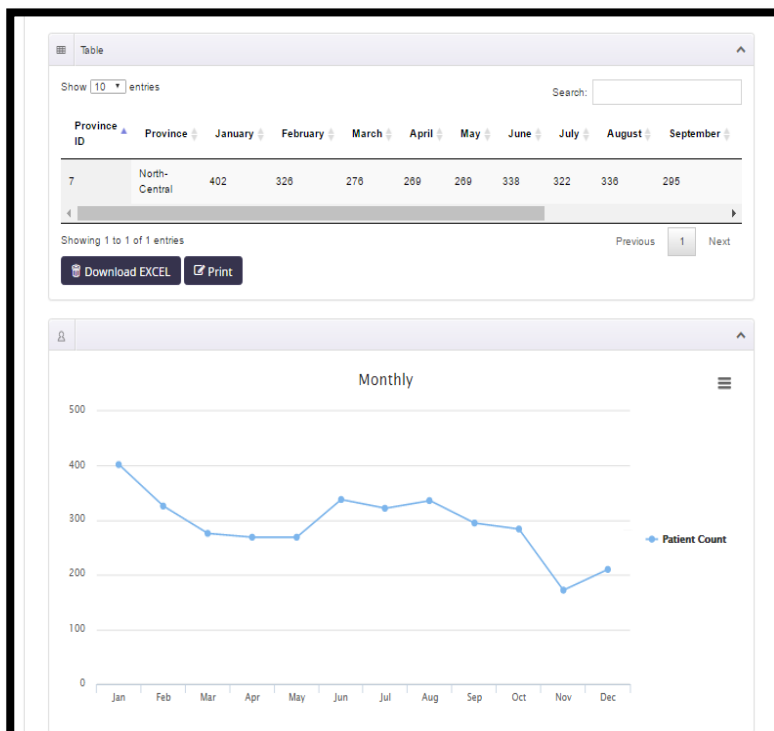 Table
Show 10 entries
Search:
Province ID Province January February March April May June July August September
7 North-Central 402 326 276 269 269 338 322 336 295
Showing 1 to 1 of 1 entries
Previous 1 Next
Download EXCEL Print
Monthly
500
400
300
200
100
0
Jan Feb Mar Apr May Jun Jul Aug Sep Oct Nov Dec
Patient Count